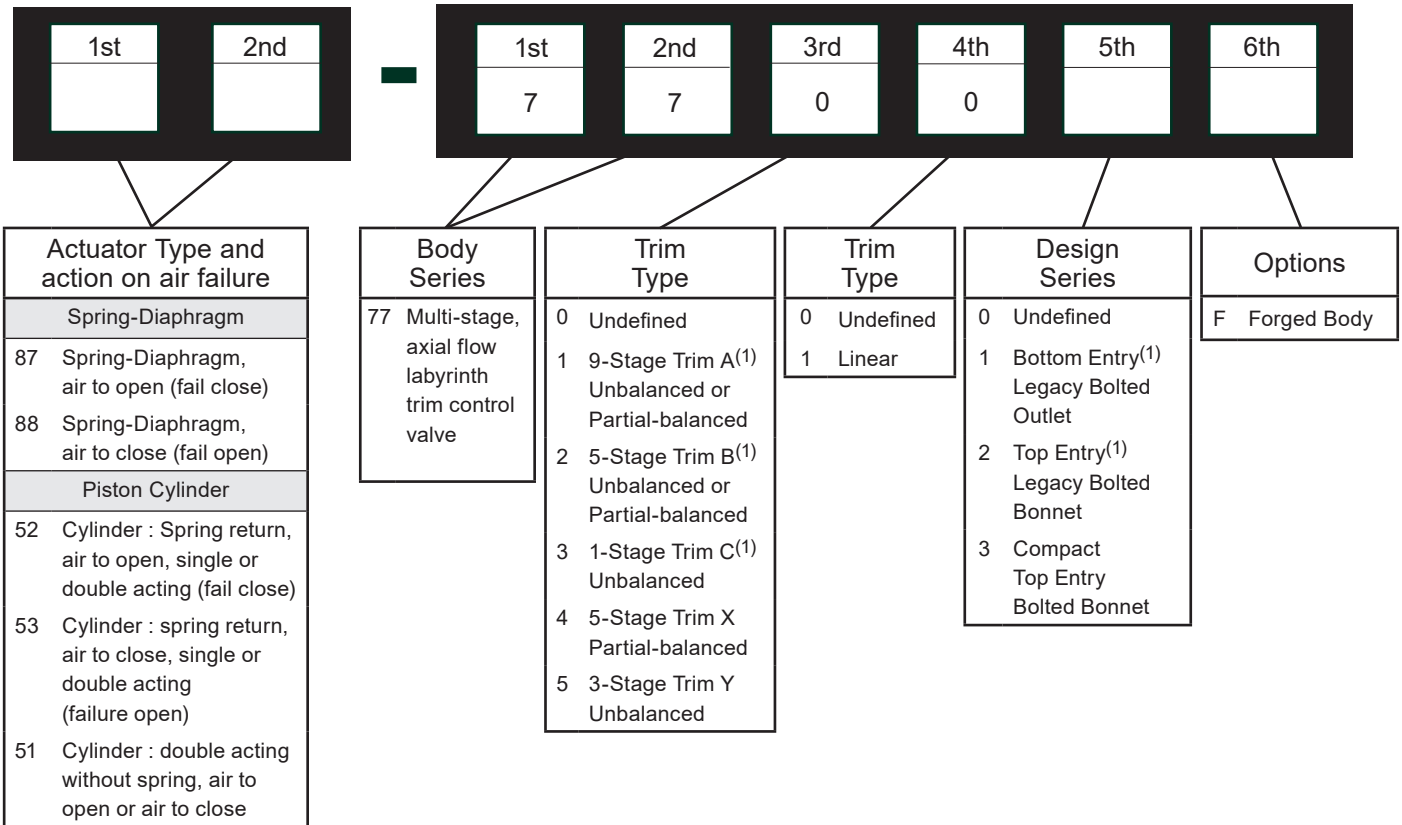 1st 2nd
1st 2nd 3rd 4th 5th 6th
7 7 0 0
Actuator Type and
action on air failure
Spring-Diaphragm
87 Spring-Diaphragm,
air to open (fail close)
88 Spring-Diaphragm,
air to close (fail open)
Piston Cylinder
52 Cylinder : Spring return,
air to open, single or
double acting (fail close)
53 Cylinder : spring return,
air to close, single or
double acting
(failure open)
51 Cylinder : double acting
without spring, air to
open or air to close
Body
Series
77 Multi-stage,
axial flow
labyrinth
trim control
valve
Trim
Type
0 Undefined
1 9-Stage Trim A(1)
Unbalanced or
Partial-balanced
2 5-Stage Trim B(1)
Unbalanced or
Partial-balanced
3 1-Stage Trim C(1)
Unbalanced
4 5-Stage Trim X
Partial-balanced
5 3-Stage Trim Y
Unbalanced
Trim
Type
0 Undefined
1 Linear
Design
Series
0 Undefined
1 Bottom Entry(1)
Legacy Bolted
Outlet
2 Top Entry(1)
Legacy Bolted
Bonnet
3 Compact
Top Entry
Bolted Bonnet
Options
F Forged Body